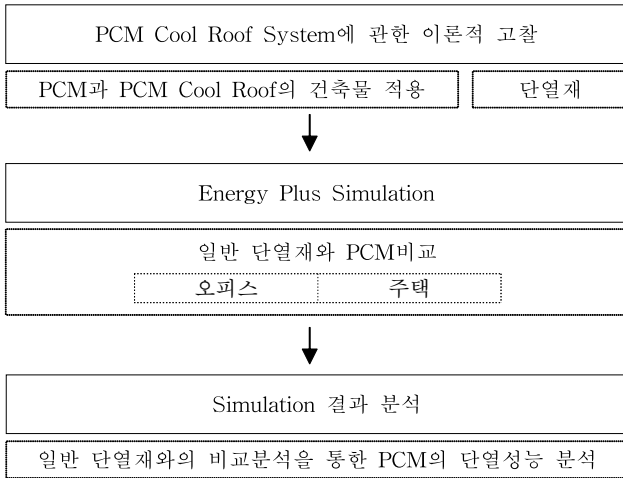 PCM Cool Roof System에 관한 이론적 고찰
PCM과 PCM Cool Roof의 건축물 적용
단열재
Energy Plus Simulation
일반 단열재와 PCM비교
오피스
주택
Simulation 결과 분석
일반 단열재와의 비교분석을 통한 PCM의 단열성능 분석